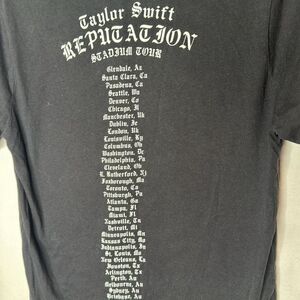 Taylor Swift
REPUTATION
STADIUM TOUR
Glendale, Az
Santa Clara, Ca
Pasadena, Ca
Seattle, Wa
Denver, Co
Chicago, Il
Manchester, Uk
Dublin, Ie
London, Uk
Louisville, Ky
Columbus, Oh
Washington, Dc
Philadelphia, Pa
Cleveland, Oh
E. Rutherford, Nj
Foxborough, Ma
Toronto, Ca
Pittsburgh, Pa
Atlanta, Ga
Tampa, Fl
Miami, Fl
Nashville, Tn
Detroit, Mi
Minneapolis, Mn
Kansas City, Mo
Indianapolis, In
St. Louis, Mo
New Orleans, La
Houston, Tx
Arlington, Tx
Perth, Au
Melbourne, Au
Sydney, Au
Brisbane, Au